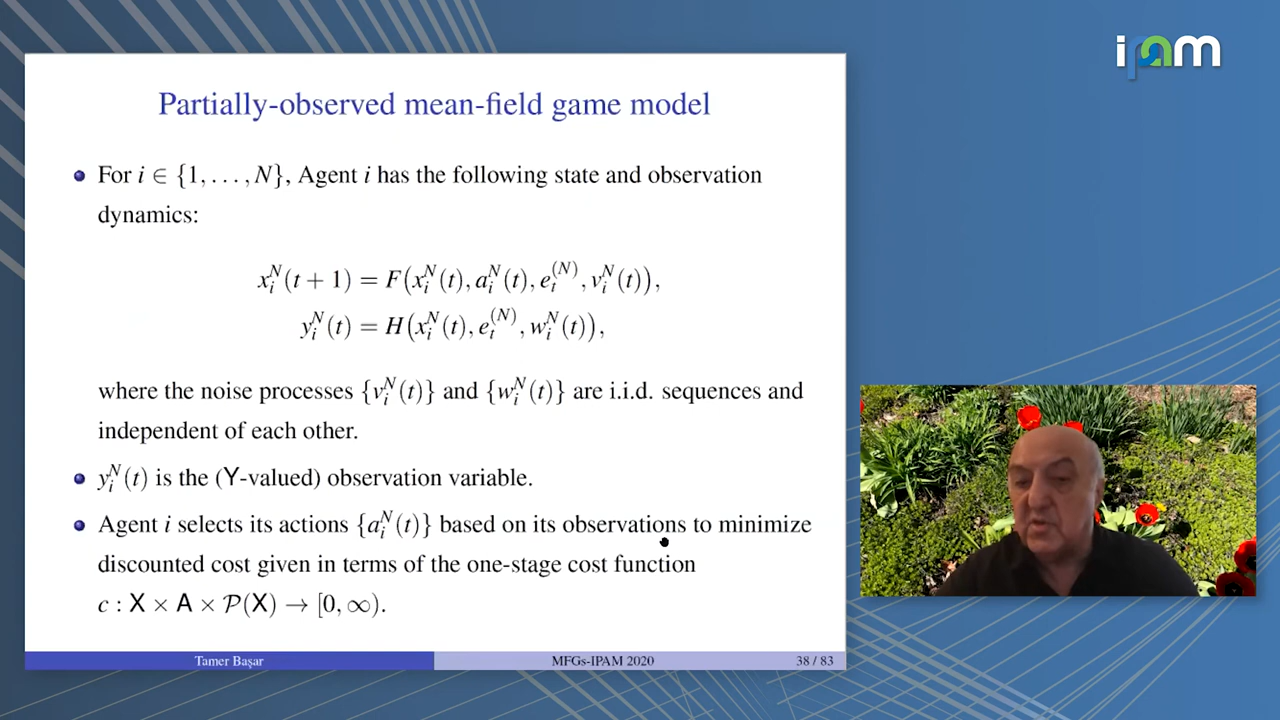 ipam
Partially-observed mean-field game model
For i ∈ {1, . . . , N}, Agent i has the following state and observation
dynamics:
x_i^N(t + 1) = F(x_i^N(t), a_i^N(t), e_t^{(N)}, v_i^N(t)),
y_i^N(t) = H(x_i^N(t), e_t^{(N)}, w_i^N(t)),
where the noise processes {v_i^N(t)} and {w_i^N(t)} are i.i.d. sequences and
independent of each other.
y_i^N(t) is the (Y-valued) observation variable.
Agent i selects its actions {a_i^N(t)} based on its observations to minimize
discounted cost given in terms of the one-stage cost function
c : X × A × P(X) → [0, ∞).
Tamer Başar MFGs-IPAM 2020 38 / 83